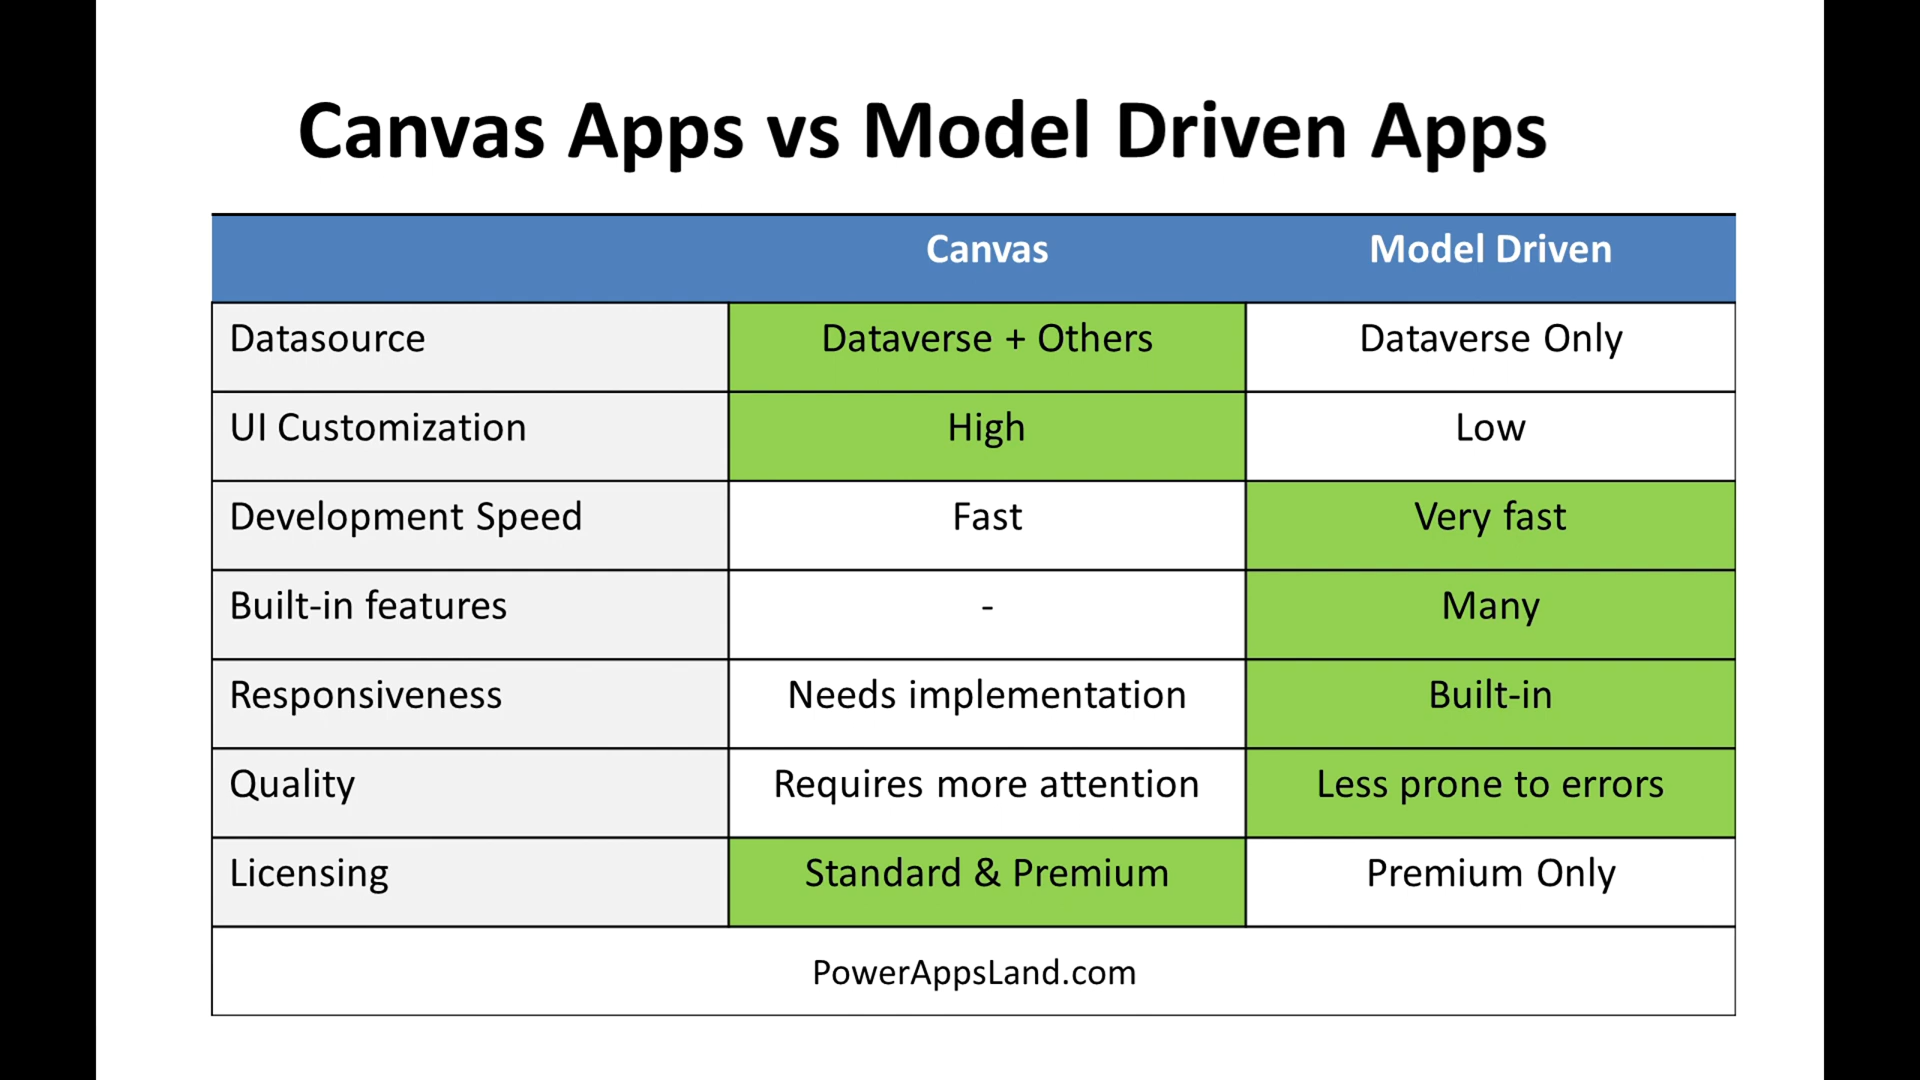 Canvas Apps vs Model Driven Apps
Canvas Model Driven
Datasource Dataverse + Others Dataverse Only
UI Customization High Low
Development Speed Fast Very fast
Built-in features - Many
Responsiveness Needs implementation Built-in
Quality Requires more attention Less prone to errors
Licensing Standard & Premium Premium Only
PowerAppsLand.com